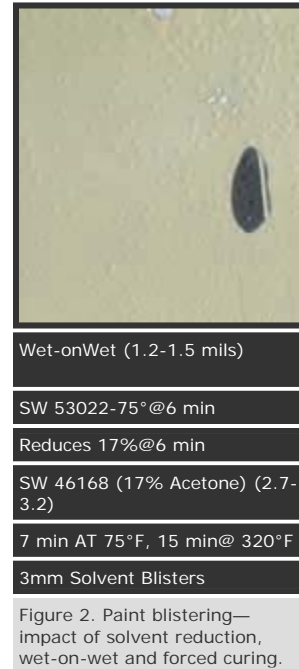 Wet-onWet (1.2-1.5 mils)
SW 53022-75°@6 min
Reduces 17%@6 min
SW 46168 (17% Acetone) (2.7-
3.2)
7 min AT 75°F, 15 min@ 320°F
3mm Solvent Blisters
Figure 2. Paint blistering—
impact of solvent reduction,
wet-on-wet and forced curing.